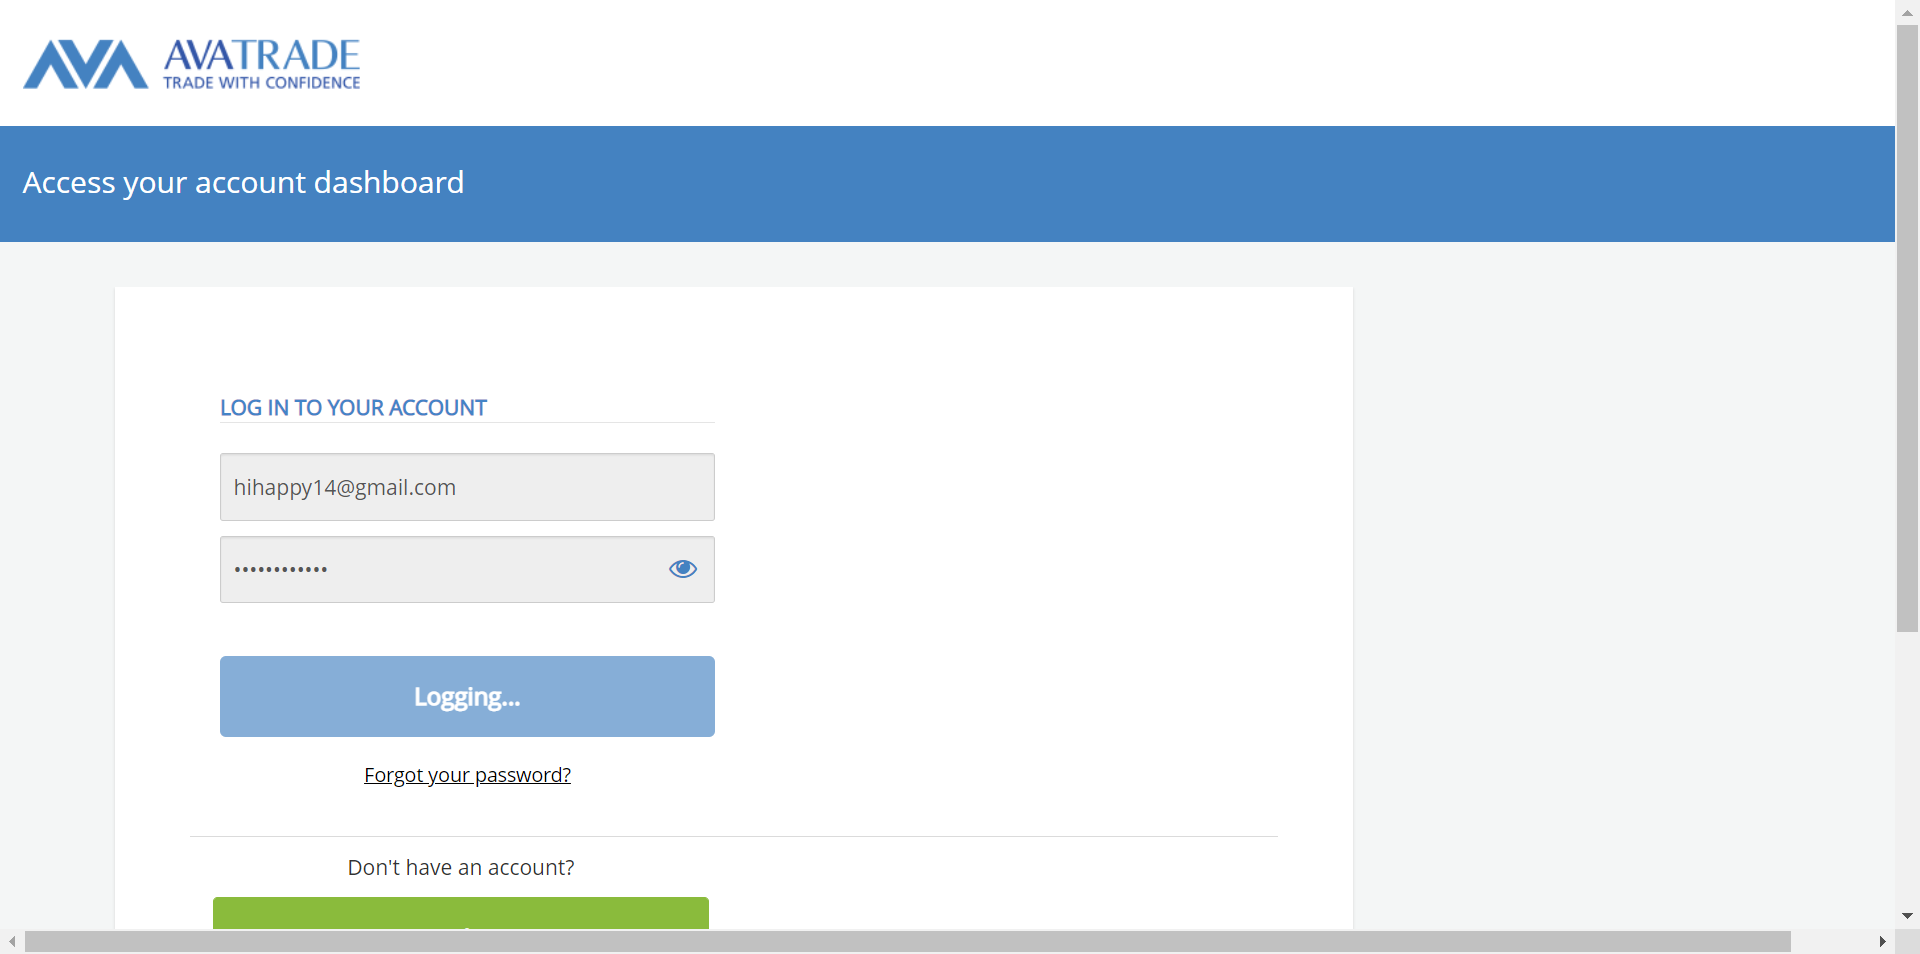 AVATRADE
TRADE WITH CONFIDENCE
Access your account dashboard
LOG IN TO YOUR ACCOUNT
hihappy14@gmail.com
••••••••••••
Logging...
Forgot your password?
Don't have an account?